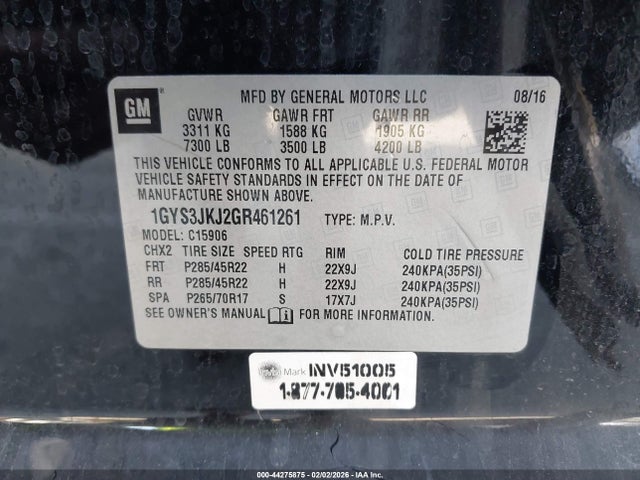 GM
MFD BY GENERAL MOTORS LLC 08/16
GVWR GAWR FRT GAWR RR
3311 KG 1588 KG 1905 KG
7300 LB 3500 LB 4200 LB
THIS VEHICLE CONFORMS TO ALL APPLICABLE U.S. FEDERAL MOTOR
VEHICLE SAFETY STANDARDS IN EFFECT ON THE DATE OF
MANUFACTURE SHOWN ABOVE.
1GYS3JKJ2GR461261 TYPE: M.P.V.
MODEL: C15906
CHX2 TIRE SIZE SPEED RTG RIM COLD TIRE PRESSURE
FRT P285/45R22 H 22X9J 240KPA(35PSI)
RR P285/45R22 H 22X9J 240KPA(35PSI)
SPA P265/70R17 S 17X7J 240KPA(35PSI)
SEE OWNER'S MANUAL FOR MORE INFORMATION.
Mark INV51005
1-877-705-4001
000-44275875 - 02/02/2026 - IAA Inc.